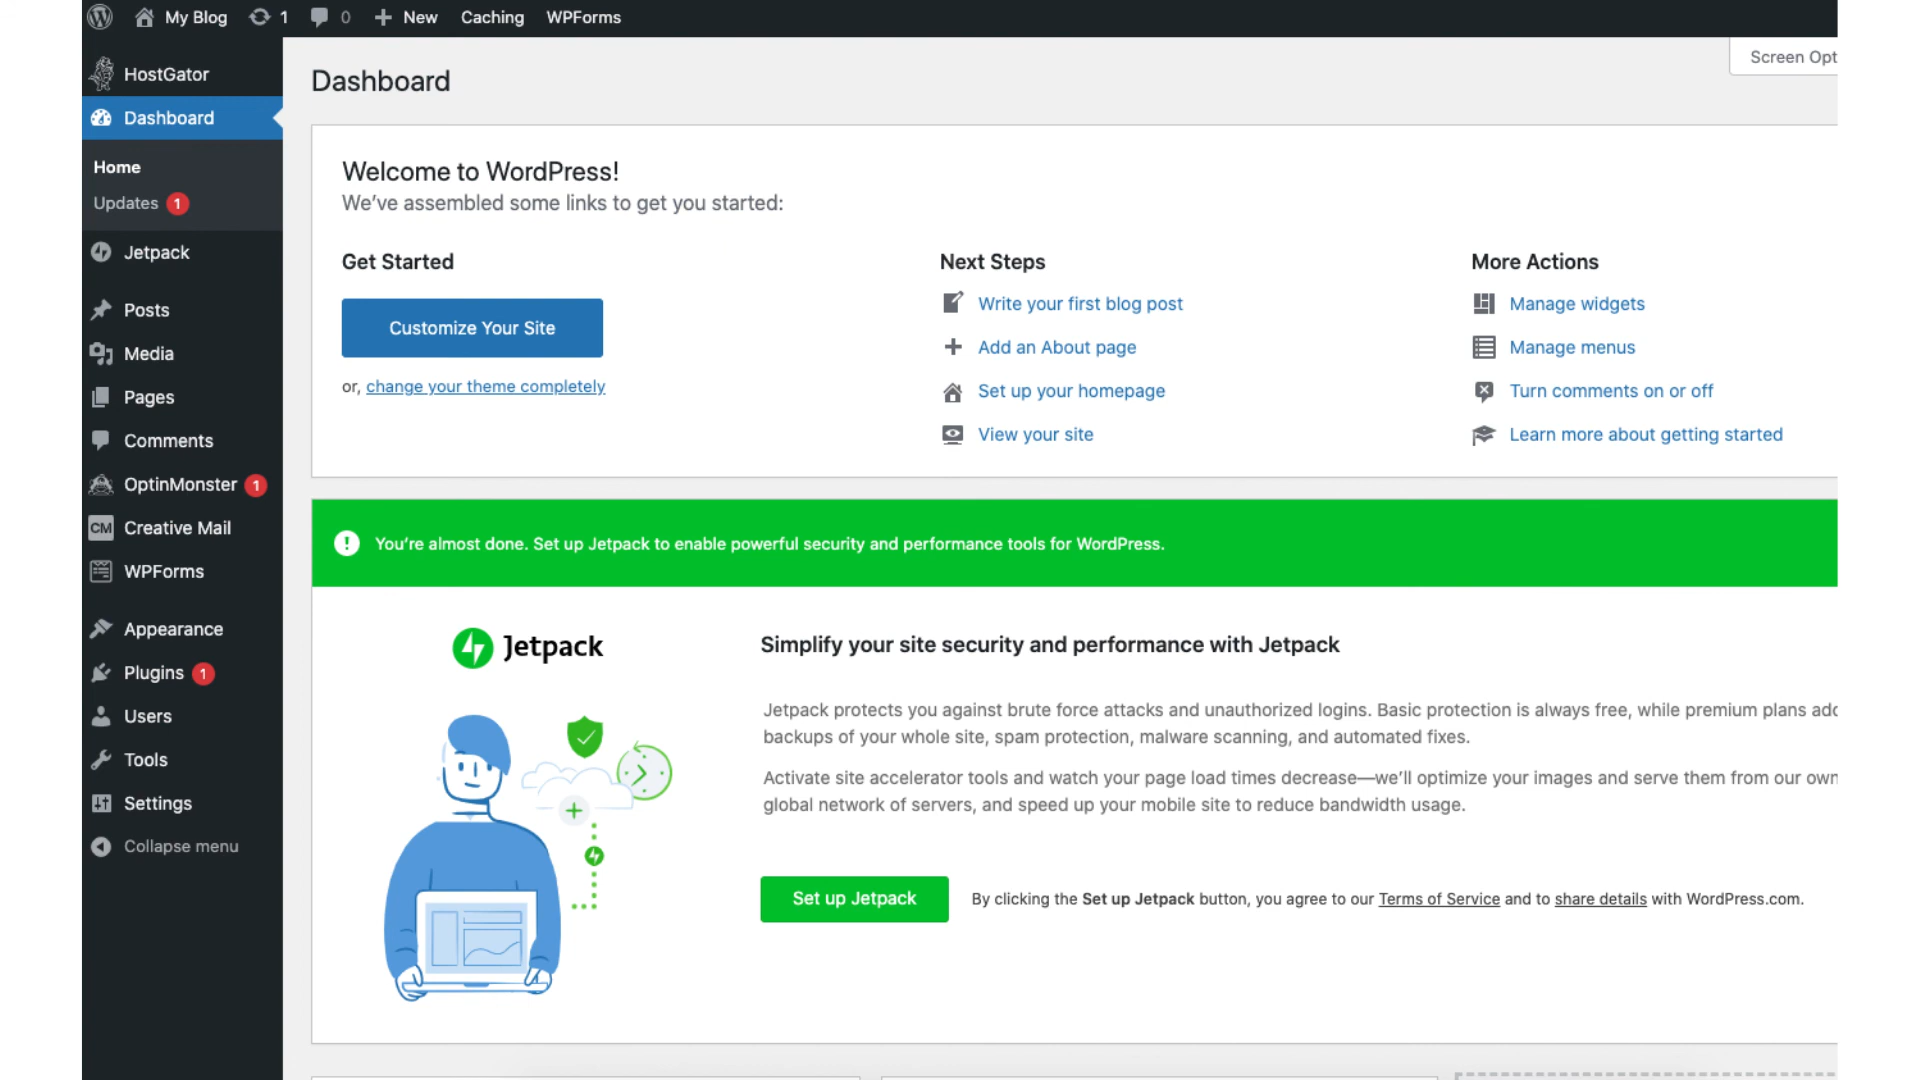 My Blog 1 0 New Caching WPForms
Screen Opt
HostGator
Dashboard
Home
Updates 1
Jetpack
Posts
Media
Pages
Comments
OptinMonster 1
CM Creative Mail
WPForms
Appearance
Plugins 1
Users
Tools
Settings
Collapse menu
Dashboard
Welcome to WordPress!
We’ve assembled some links to get you started:
Get Started
Customize Your Site
or, change your theme completely
Next Steps
Write your first blog post
Add an About page
Set up your homepage
View your site
More Actions
Manage widgets
Manage menus
Turn comments on or off
Learn more about getting started
You’re almost done. Set up Jetpack to enable powerful security and performance tools for WordPress.
Jetpack
Simplify your site security and performance with Jetpack
Jetpack protects you against brute force attacks and unauthorized logins. Basic protection is always free, while premium plans add
backups of your whole site, spam protection, malware scanning, and automated fixes.
Activate site accelerator tools and watch your page load times decrease—we’ll optimize your images and serve them from our own
global network of servers, and speed up your mobile site to reduce bandwidth usage.
Set up Jetpack
By clicking the Set up Jetpack button, you agree to our Terms of Service and to share details with WordPress.com.